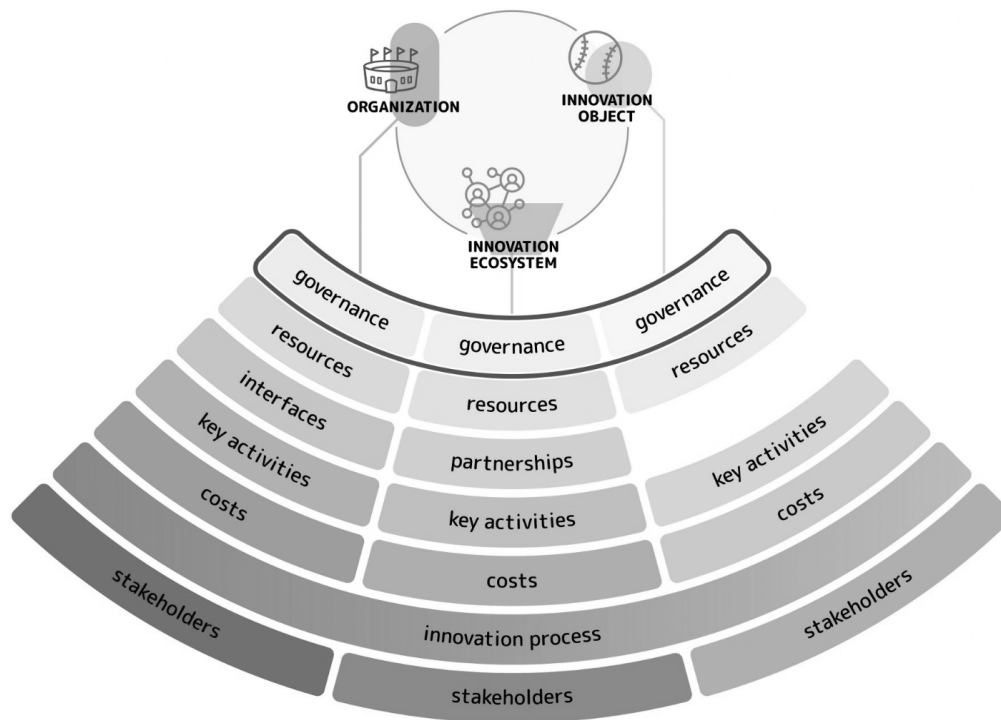 ORGANIZATION
INNOVATION
OBJECT
INNOVATION
ECOSYSTEM
governance
governance
governance
resources
resources
resources
interfaces
partnerships
key activities
key activities
key activities
costs
costs
costs
innovation process
stakeholders
stakeholders
stakeholders